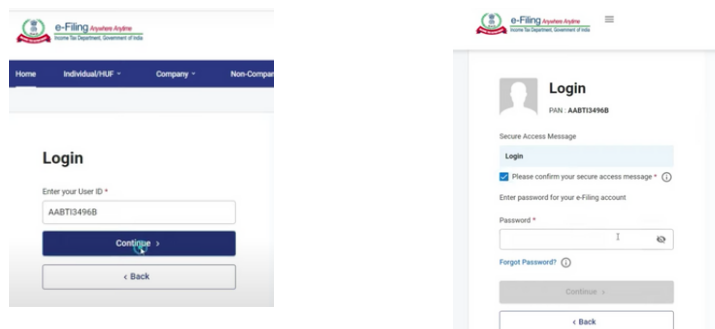 e-Filing Anywhere Anytime
Income Tax Department, Government of India
Home Individual/HUF Company Non-Compan
Login
Enter your User ID *
AABTI3496B
Continue >
< Back
e-Filing Anywhere Anytime
Income Tax Department, Government of India
Login
PAN : AABTI3496B
Secure Access Message
Login
Please confirm your secure access message *
Enter password for your e-Filing account
Password *
Forgot Password?
Continue >
< Back